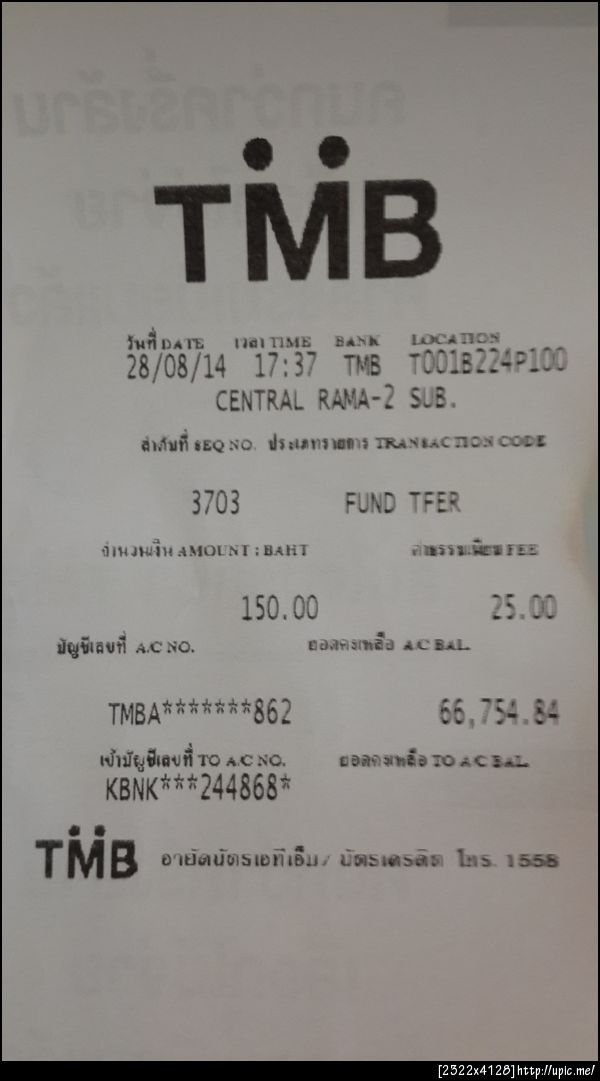 TMB
วันที่ DATE เวลา TIME BANK LOCATION
28/08/14 17:37 TMB T001B224P100
CENTRAL RAMA-2 SUB.
ลำดับที่ SEQ NO. ประเภทรายการ TRANSACTION CODE
3703 FUND TFER
จำนวนเงิน AMOUNT : BAHT ค่าธรรมเนียม FEE
150.00 25.00
บัญชีเลขที่ A/C NO. ยอดคงเหลือ A/C BAL.
TMBA*******862 66,754.84
เข้าบัญชีเลขที่ TO A/C NO. ยอดคงเหลือ TO A/C BAL.
KBNK***244868*
TMB อายัดบัตรเอทีเอ็ม/ บัตรเครดิต โทร. 1558
[2322x4128]http://upic.me/